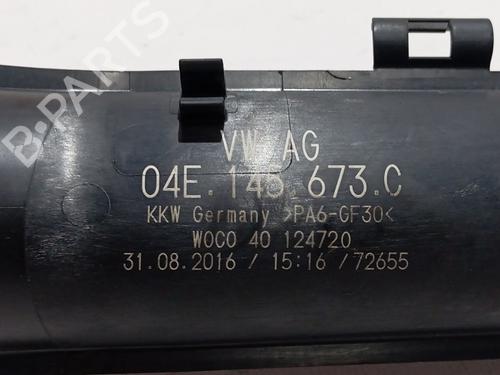 VW AG
04E.145.673.C
KKW Germany >PA6-GF30<
WOCO 40 124720
31.08.2016 / 15:16 /72655
B-PARTS